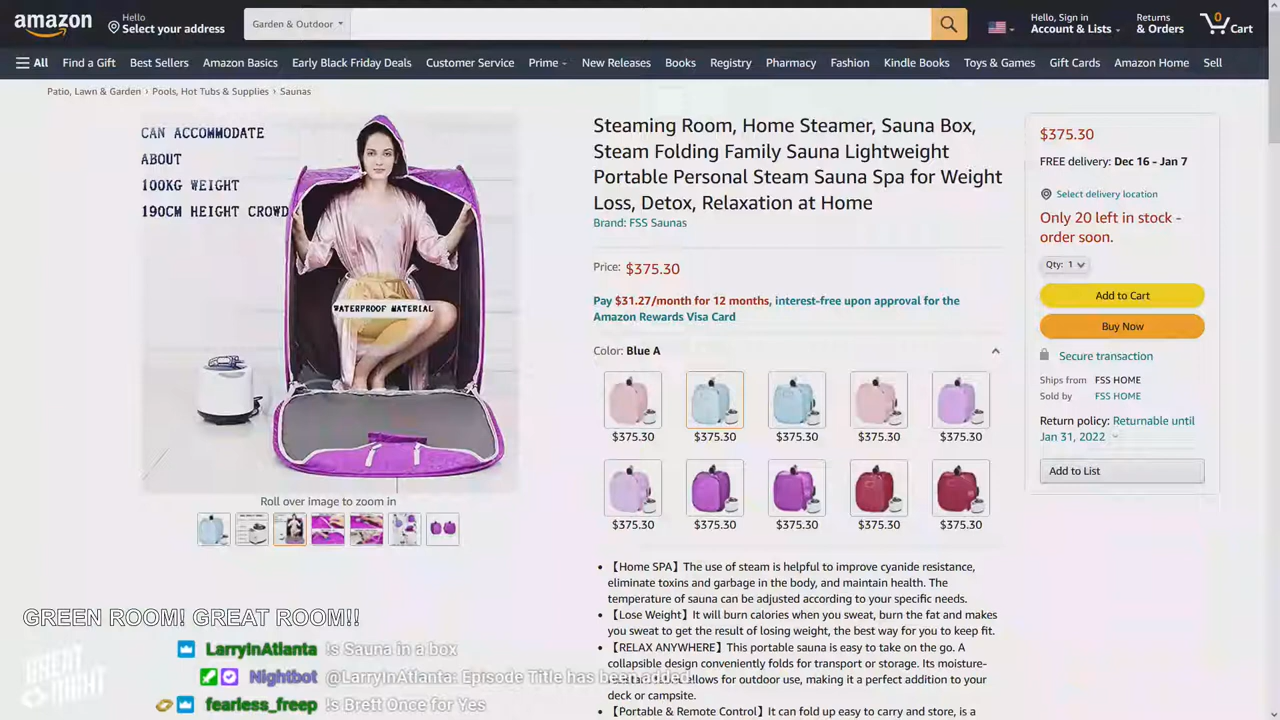 amazon
Hello
Select your address
Garden & Outdoor
Hello, Sign in
Account & Lists
Returns
& Orders
0
Cart
All
Find a Gift
Best Sellers
Amazon Basics
Early Black Friday Deals
Customer Service
Prime
New Releases
Books
Registry
Pharmacy
Fashion
Kindle Books
Toys & Games
Gift Cards
Amazon Home
Sell
Patio, Lawn & Garden › Pools, Hot Tubs & Supplies › Saunas
CAN ACCOMMODATE
ABOUT
100KG WEIGHT
190CM HEIGHT CROWD
WATERPROOF MATERIAL
Roll over image to zoom in
Steaming Room, Home Steamer, Sauna Box,
Steam Folding Family Sauna Lightweight
Portable Personal Steam Sauna Spa for Weight
Loss, Detox, Relaxation at Home
Brand: FSS Saunas
Price: $375.30
Pay $31.27/month for 12 months, interest-free upon approval for the
Amazon Rewards Visa Card
Color: Blue A
$375.30 $375.30 $375.30 $375.30 $375.30
$375.30 $375.30 $375.30 $375.30 $375.30
• 【Home SPA】The use of steam is helpful to improve cyanide resistance,
eliminate toxins and garbage in the body, and maintain health. The
temperature of sauna can be adjusted according to your specific needs.
• 【Lose Weight】It will burn calories when you sweat, burn the fat and makes
you sweat to get the result of losing weight, the best way for you to keep fit.
• 【RELAX ANYWHERE】This portable sauna is easy to take on the go. A
collapsible design conveniently folds for transport or storage. Its moisture-
allows for outdoor use, making it a perfect addition to your
deck or campsite.
• 【Portable & Remote Control】It can fold up easy to carry and store, is a
$375.30
FREE delivery: Dec 16 - Jan 7
Select delivery location
Only 20 left in stock -
order soon.
Qty: 1
Add to Cart
Buy Now
Secure transaction
Ships from FSS HOME
Sold by FSS HOME
Return policy: Returnable until
Jan 31, 2022
Add to List
GREEN ROOM! GREAT ROOM!!
GREAT
NIGHT
LarryInAtlanta !s Sauna in a box
Nightbot @LarryInAtlanta: Episode Title has been added
fearless_freep !s Brett Once for Yes